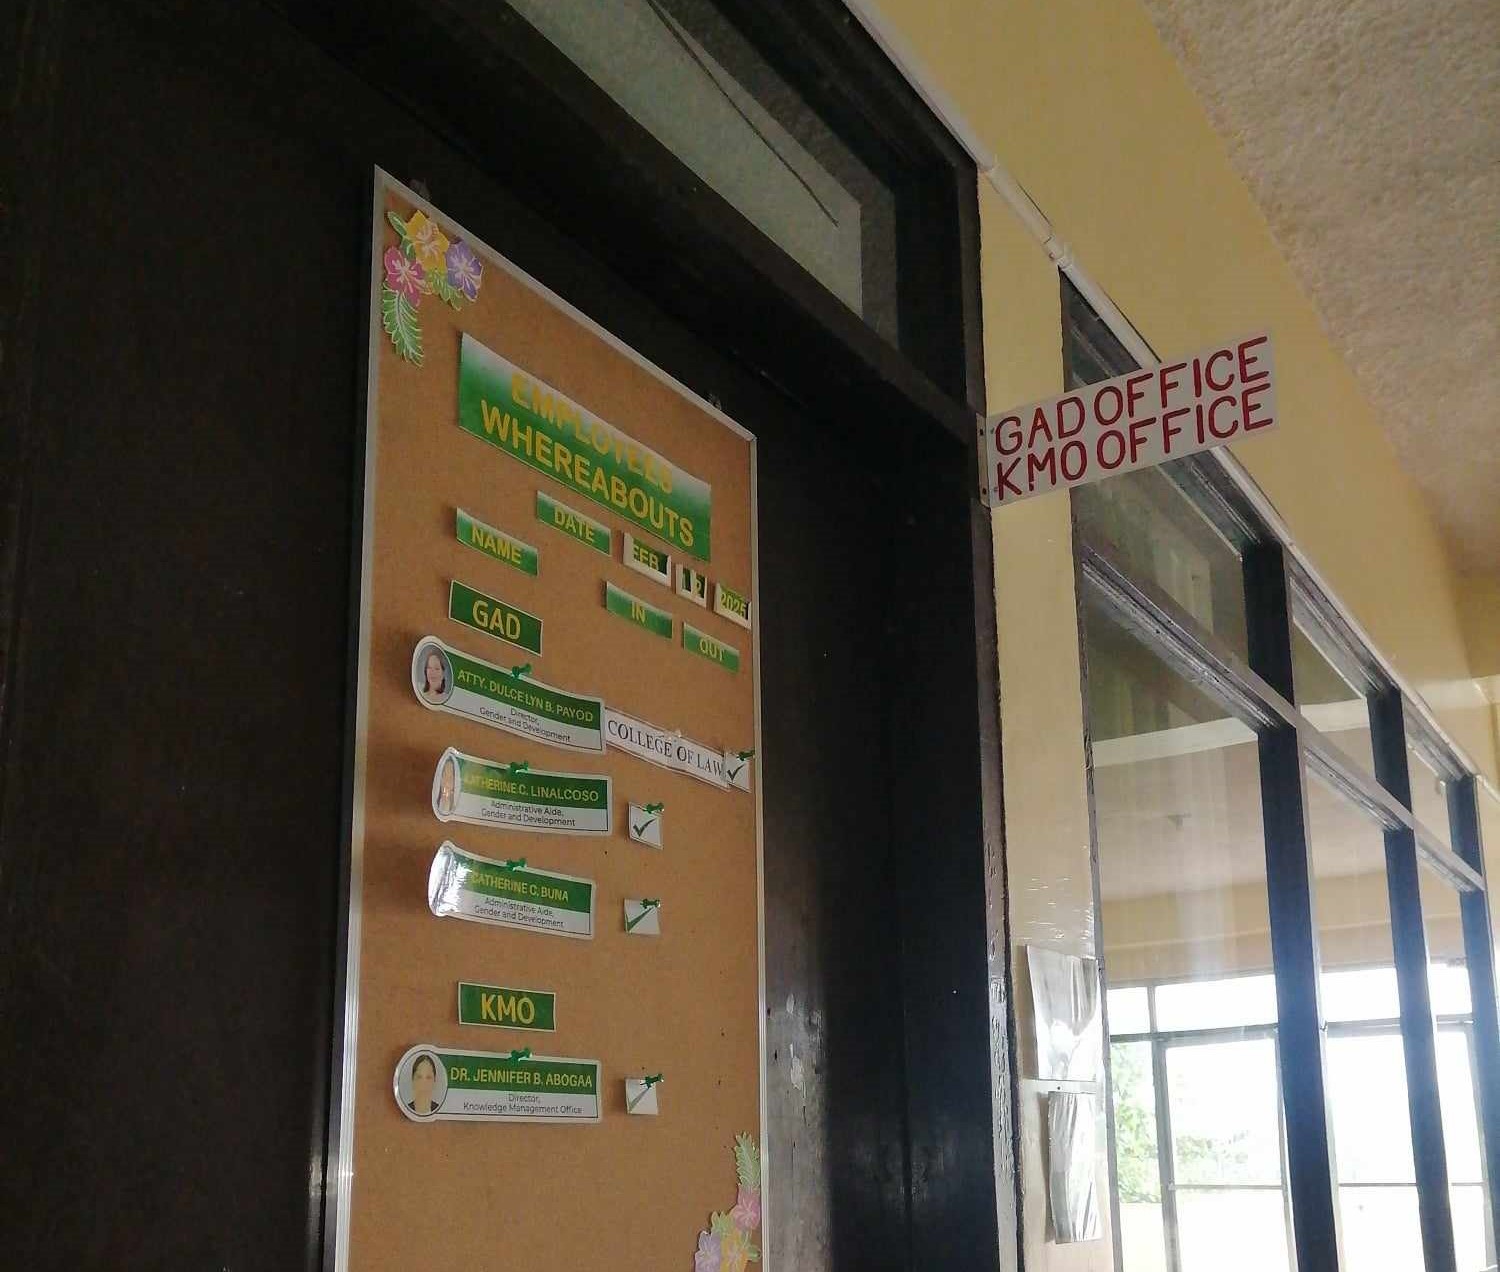 EMPLOYEES
WHEREABOUTS
DATE
FEB 12 2025
NAME
IN
OUT
GAD
ATTY. DULCE LYN B. PAYOD
Director,
Gender and Development
COLLEGE OF LAW
KATHERINE C. LINALCOSO
Administrative Aide,
Gender and Development
CATHERINE C. BUNA
Administrative Aide,
Gender and Development
KMO
DR. JENNIFER B. ABOGAA
Director,
Knowledge Management Office
GAD OFFICE
KMO OFFICE